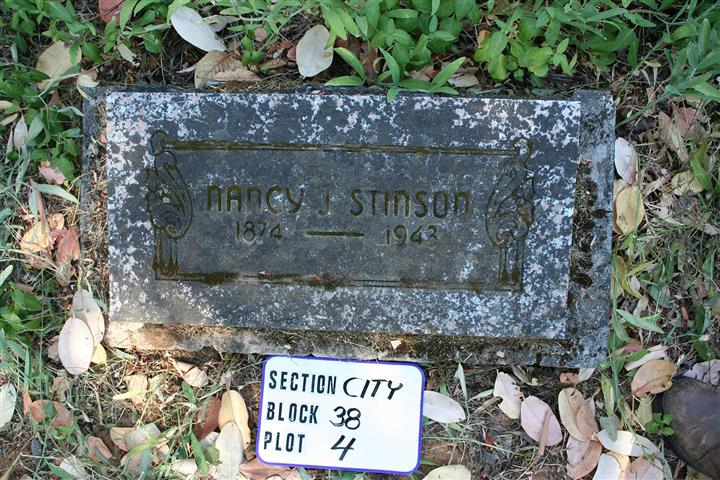 NANCY J STINSON
1874 — 1943
SECTION CITY
BLOCK 38
PLOT 4